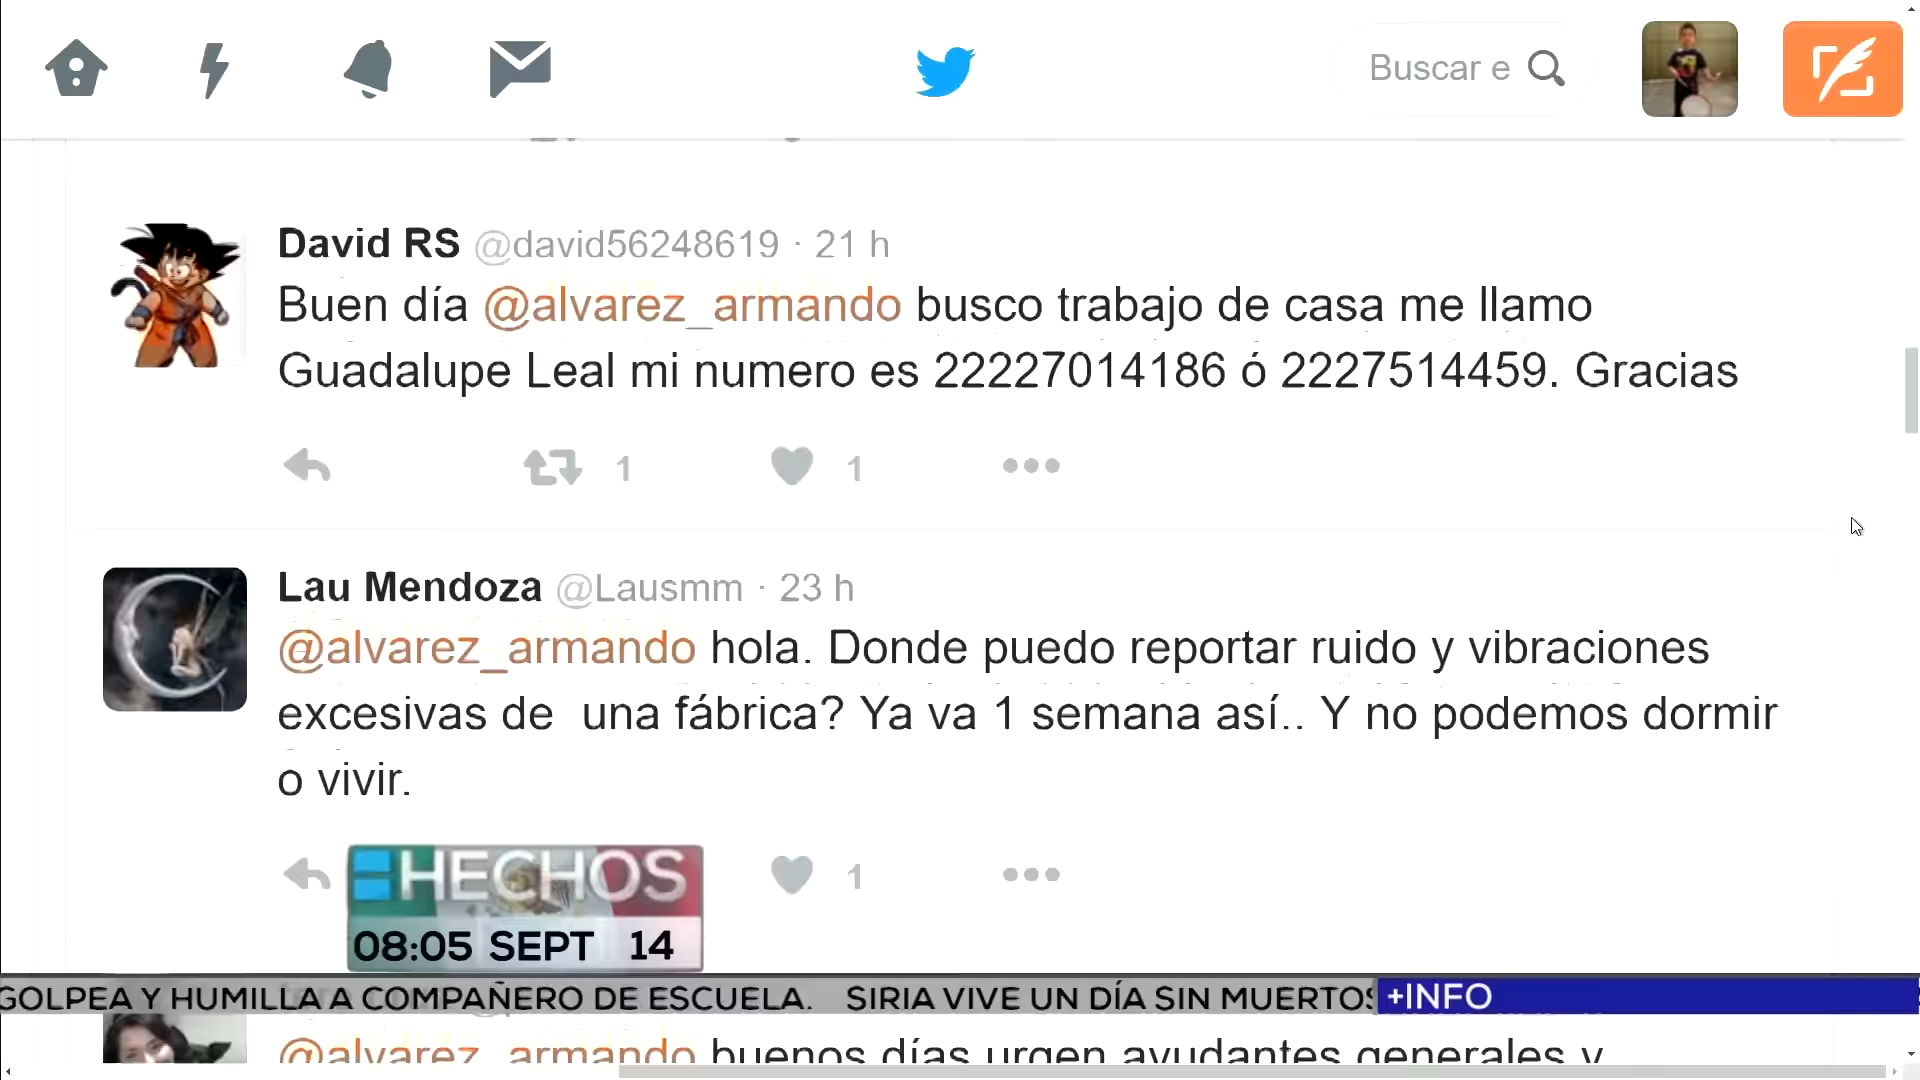 Buscar e
David RS @david56248619 · 21 h
Buen día @alvarez_armando busco trabajo de casa me llamo
Guadalupe Leal mi numero es 22227014186 ó 2227514459. Gracias
1 1
Lau Mendoza @Lausmm · 23 h
@alvarez_armando hola. Donde puedo reportar ruido y vibraciones
excesivas de una fábrica? Ya va 1 semana así.. Y no podemos dormir
o vivir.
1
HECHOS
08:05 SEPT 14
GOLPEA Y HUMILLA A COMPAÑERO DE ESCUELA. SIRIA VIVE UN DÍA SIN MUERTOS
+INFO
@alvarez_armando buenos días urgen ayudantes generales y